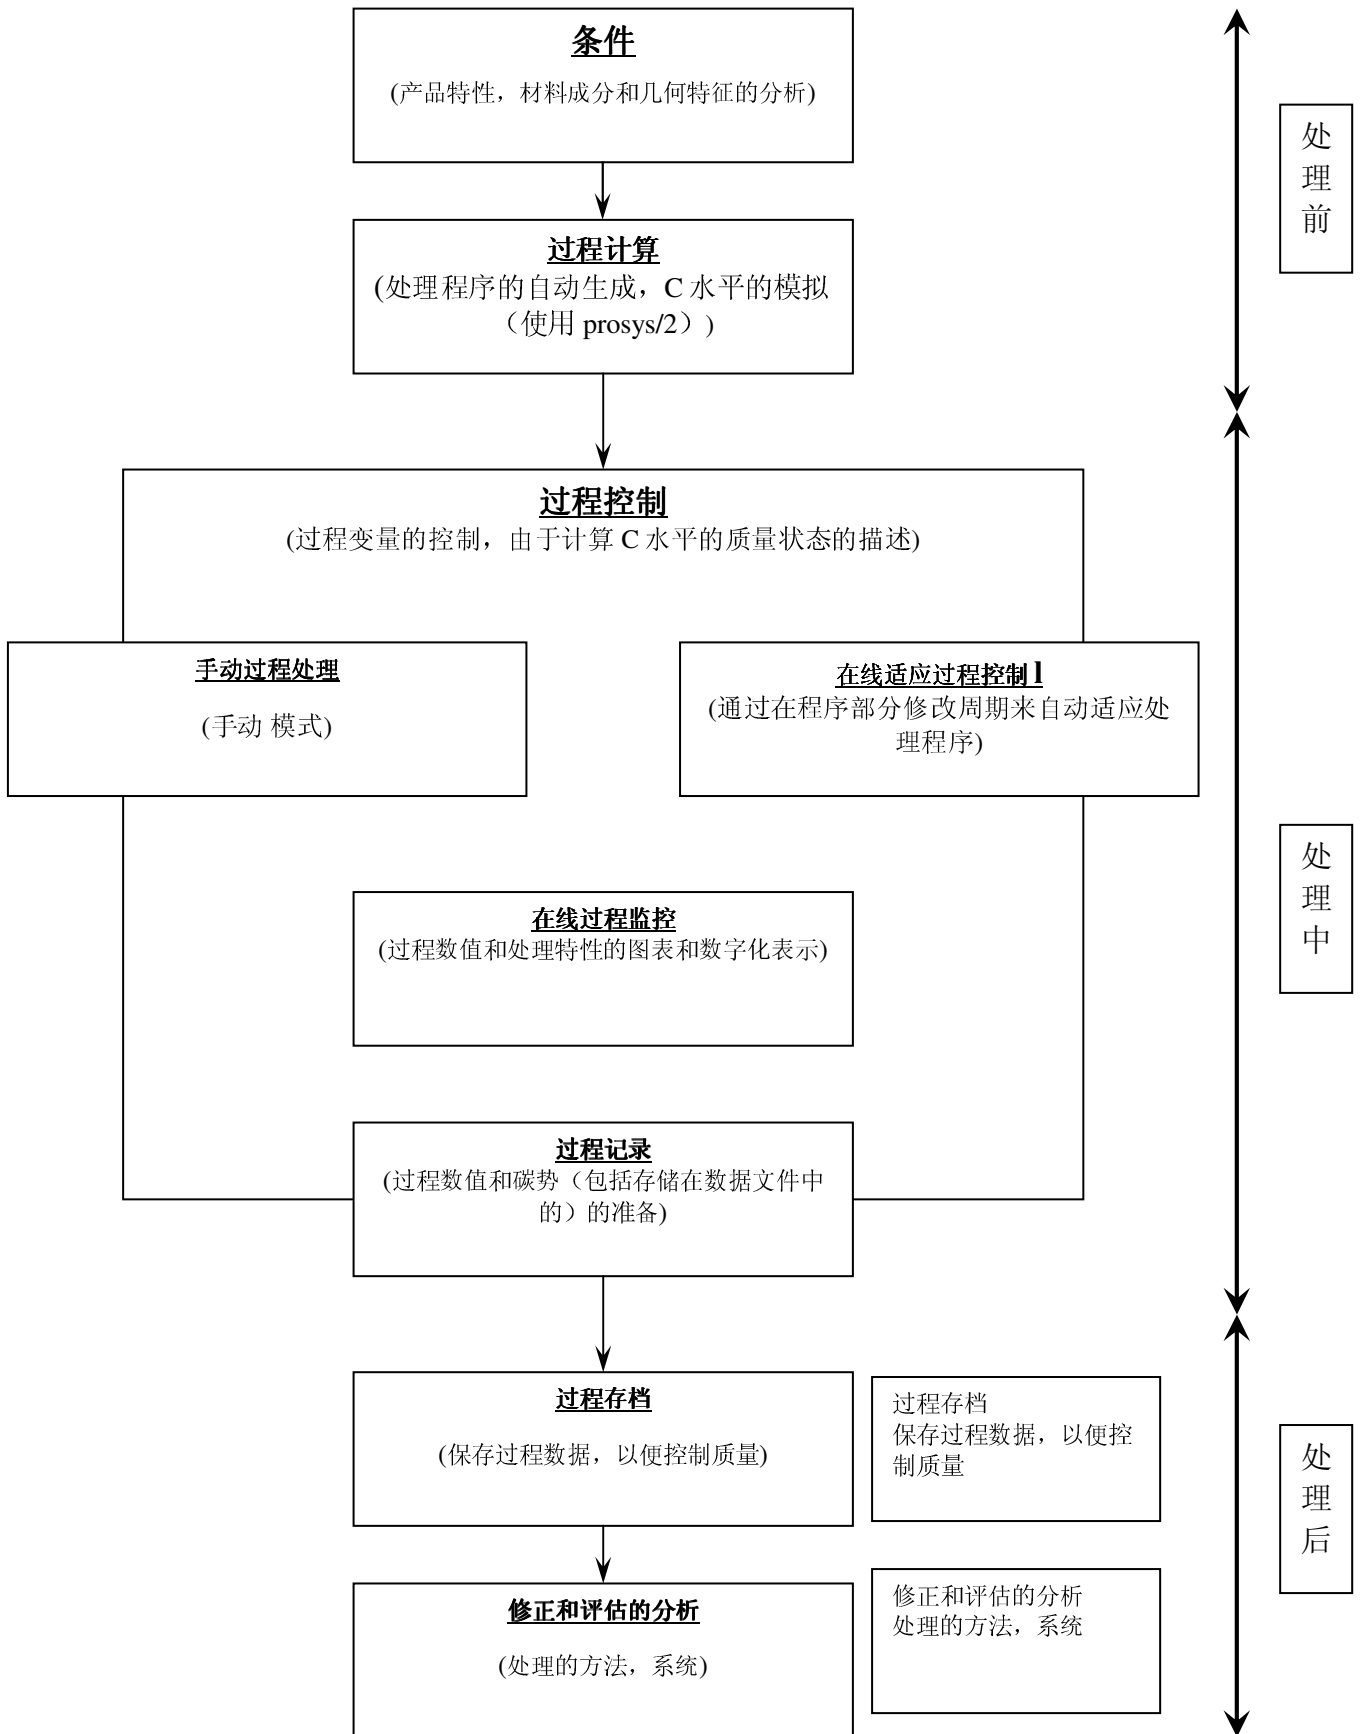 条件
(产品特性，材料成分和几何特征的分析)
处
理
前
过程计算
(处理程序的自动生成，C 水平的模拟
（使用 prosys/2）)
过程控制
(过程变量的控制，由于计算 C 水平的质量状态的描述)
手动过程处理
(手动 模式)
在线适应过程控制 l
(通过在程序部分修改周期来自动适应处
理程序)
处
理
中
在线过程监控
(过程数值和处理特性的图表和数字化表示)
过程记录
(过程数值和碳势（包括存储在数据文件中
的）的准备)
过程存档
(保存过程数据，以便控制质量)
过程存档
保存过程数据，以便控
制质量
处
理
后
修正和评估的分析
(处理的方法，系统)
修正和评估的分析
处理的方法，系统